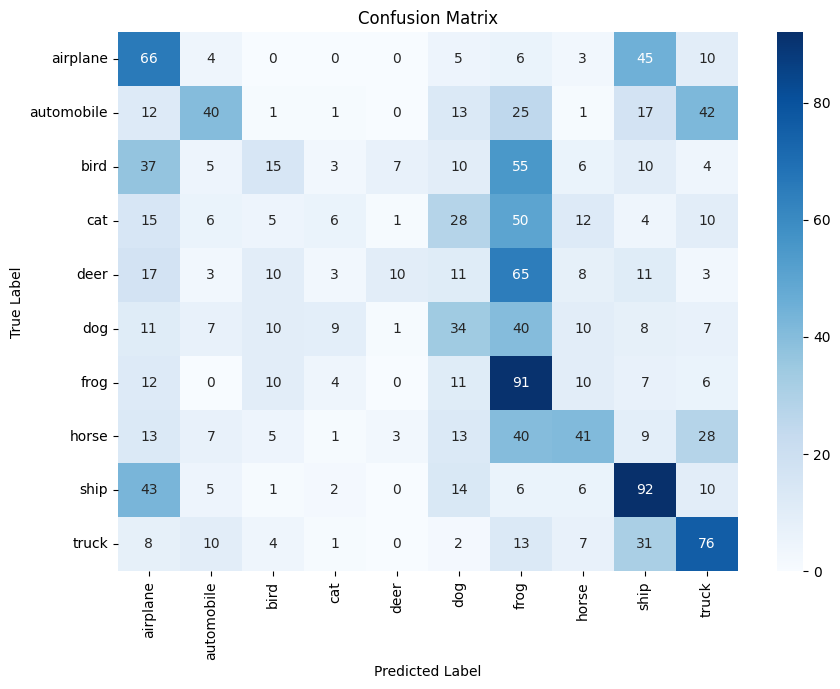 Confusion Matrix
True Label
airplane 66 4 0 0 0 5 6 3 45 10
automobile 12 40 1 1 0 13 25 1 17 42
bird 37 5 15 3 7 10 55 6 10 4
cat 15 6 5 6 1 28 50 12 4 10
deer 17 3 10 3 10 11 65 8 11 3
dog 11 7 10 9 1 34 40 10 8 7
frog 12 0 10 4 0 11 91 10 7 6
horse 13 7 5 1 3 13 40 41 9 28
ship 43 5 1 2 0 14 6 6 92 10
truck 8 10 4 1 0 2 13 7 31 76
airplane automobile bird cat deer dog frog horse ship truck
Predicted Label
80
60
40
20
0